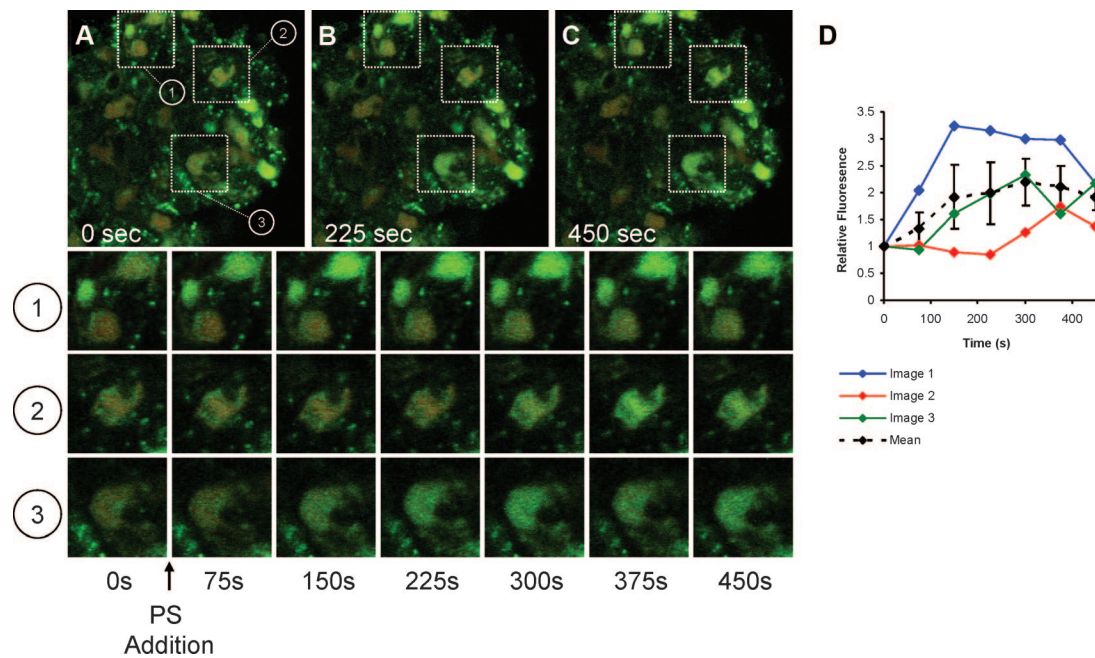 A
B
C
D
1
2
3
0 sec
225 sec
450 sec
1
2
3
0s
75s
150s
225s
300s
375s
450s
PS
Addition
3.5
3
2.5
2
1.5
1
0.5
0
Relative Fluoresence
0 100 200 300 400
Time (s)
Image 1
Image 2
Image 3
Mean